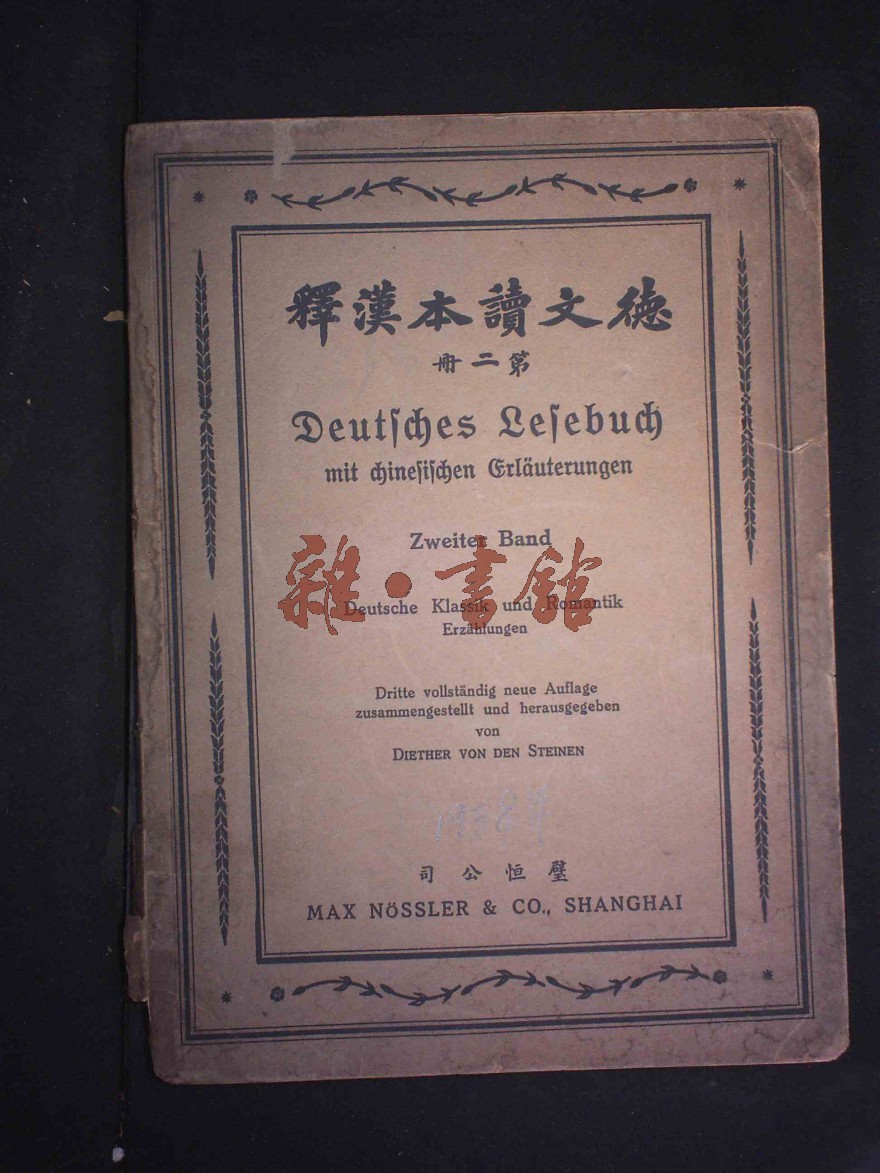 德文讀本漢釋
第二冊
Deutsches Lesebuch
mit chinesischen Erläuterungen
Zweiter Band
雜·書館
Deutsche Klassik und Romantik
Erzählungen
Dritte vollständig neue Auflage
zusammengestellt und herausgegeben
von
DIETHER VON DEN STEINEN
璧恒公司
MAX NÖSSLER & CO., SHANGHAI